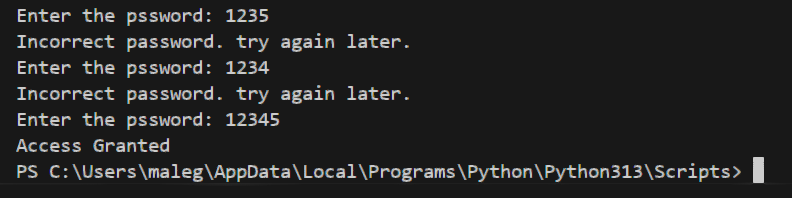 Enter the pssword: 1235
Incorrect password. try again later.
Enter the pssword: 1234
Incorrect password. try again later.
Enter the pssword: 12345
Access Granted
PS C:\Users\maleg\AppData\Local\Programs\Python\Python313\Scripts>